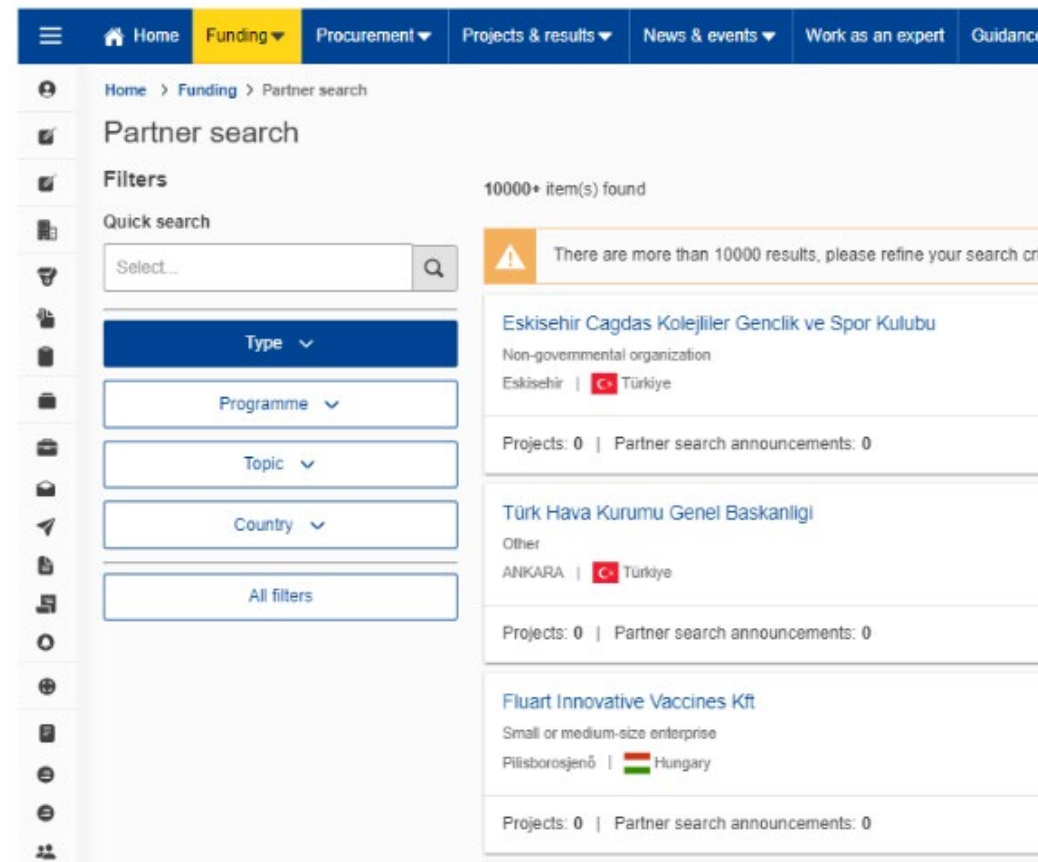 Home Funding Procurement Projects & results News & events Work as an expert Guidance
Home > Funding > Partner search
Partner search
Filters
Quick search
Select...
Type
Programme
Topic
Country
All filters
10000+ item(s) found
There are more than 10000 results, please refine your search cri
Eskisehir Cagdas Kolejliler Genclik ve Spor Kulubu
Non-governmental organization
Eskisehir | Türkiye
Projects: 0 | Partner search announcements: 0
Türk Hava Kurumu Genel Baskanligi
Other
ANKARA | Türkiye
Projects: 0 | Partner search announcements: 0
Fluart Innovative Vaccines Kft
Small or medium-size enterprise
Pilisborosjenő | Hungary
Projects: 0 | Partner search announcements: 0